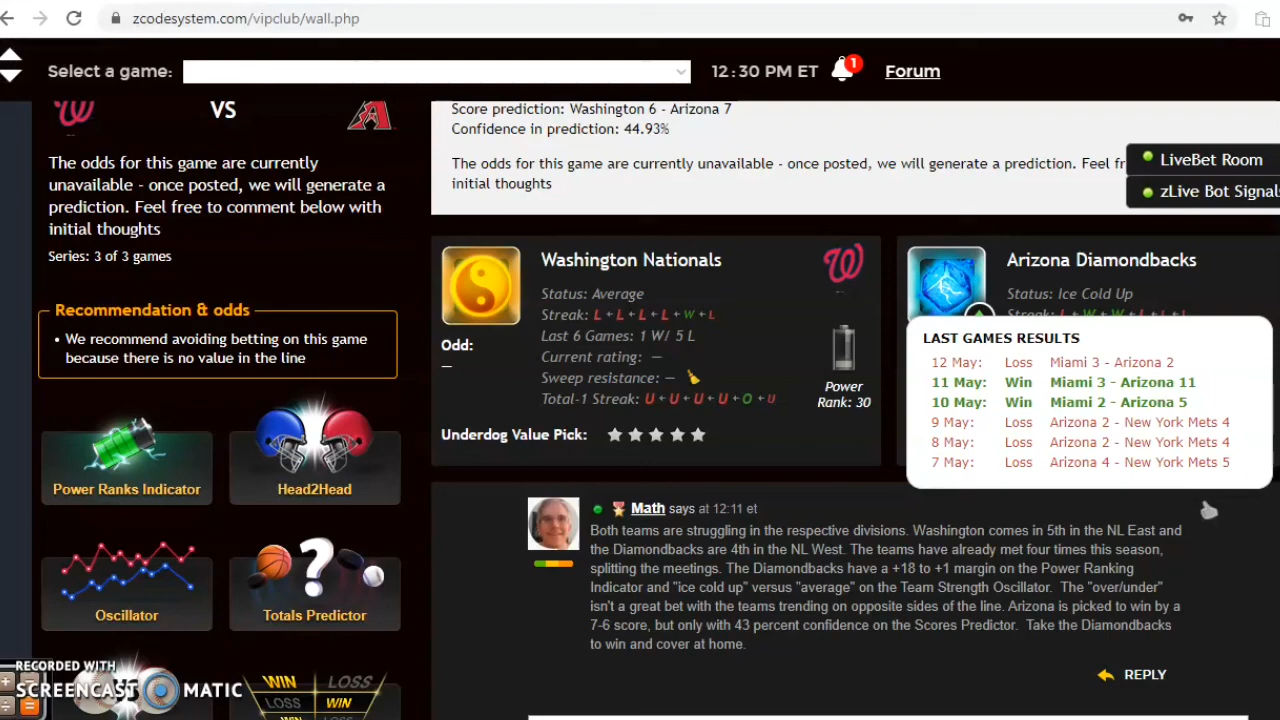 zcodesystem.com/vipclub/wall.php
Select a game:
12:30 PM ET
1
Forum
W
VS
A
The odds for this game are currently
unavailable - once posted, we will generate a
prediction. Feel free to comment below with
initial thoughts
Series: 3 of 3 games
Recommendation & odds
• We recommend avoiding betting on this game
because there is no value in the line
Power Ranks Indicator
Head2Head
Oscillator
?
Totals Predictor
WIN LOSS
LOSS WIN
WIN LOSS
RECORDED WITH
SCREENCAST MATIC
Score prediction: Washington 6 - Arizona 7
Confidence in prediction: 44.93%
The odds for this game are currently unavailable - once posted, we will generate a prediction. Feel fr
initial thoughts
LiveBet Room
zLive Bot Signals
Washington Nationals
W
Status: Average
Streak: L + L + L + L + W + L
Last 6 Games: 1 W/ 5 L
Odd:
—
Current rating: —
Sweep resistance: —
Total-1 Streak: U + U + U + U + O + U
Power
Rank: 30
Underdog Value Pick:
Arizona Diamondbacks
Status: Ice Cold Up
Streak: L + W + W + L + L + L
LAST GAMES RESULTS
12 May: Loss Miami 3 - Arizona 2
11 May: Win Miami 3 - Arizona 11
10 May: Win Miami 2 - Arizona 5
9 May: Loss Arizona 2 - New York Mets 4
8 May: Loss Arizona 2 - New York Mets 4
7 May: Loss Arizona 4 - New York Mets 5
Math says at 12:11 et
Both teams are struggling in the respective divisions. Washington comes in 5th in the NL East and
the Diamondbacks are 4th in the NL West. The teams have already met four times this season,
splitting the meetings. The Diamondbacks have a +18 to +1 margin on the Power Ranking
Indicator and "ice cold up" versus "average" on the Team Strength Oscillator. The "over/under"
isn't a great bet with the teams trending on opposite sides of the line. Arizona is picked to win by a
7-6 score, but only with 43 percent confidence on the Scores Predictor. Take the Diamondbacks
to win and cover at home.
REPLY